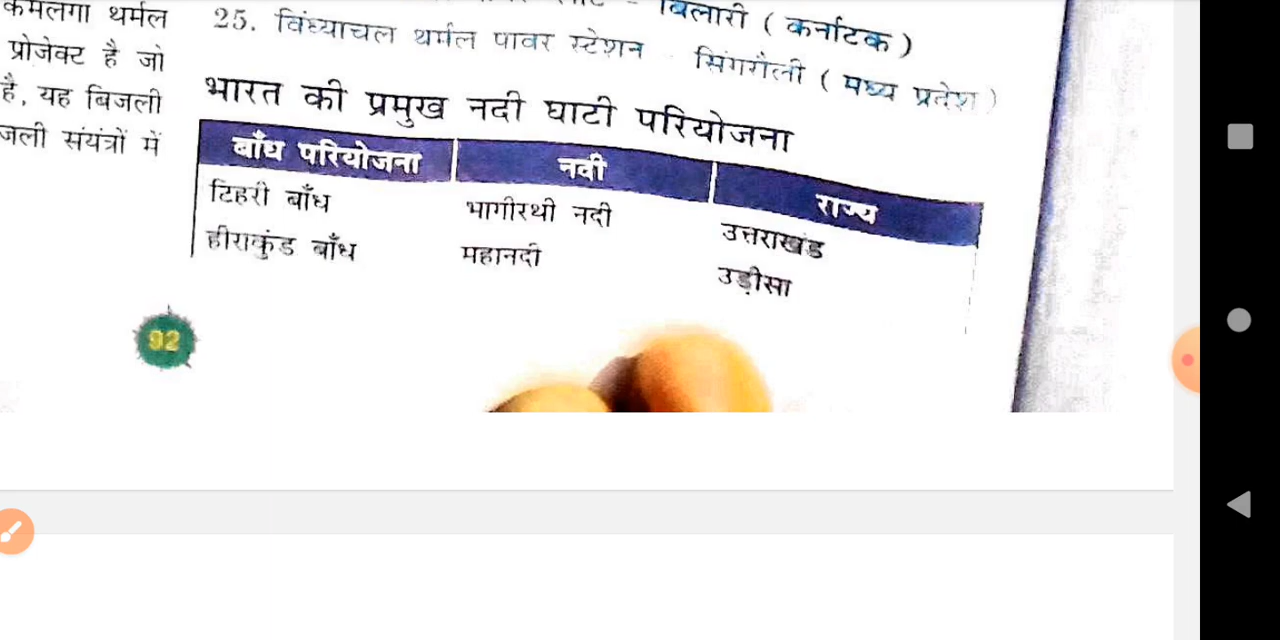 कमलगा थर्मल
प्रोजेक्ट है जो
है, यह बिजली
जली संयंत्रों में
बिलारी ( कर्नाटक )
25. विंध्याचल थर्मल पावर स्टेशन - सिंगरौली ( मध्य प्रदेश )
भारत की प्रमुख नदी घाटी परियोजना
बाँध परियोजना नदी राज्य
टिहरी बाँध भागीरथी नदी उत्तराखंड
हीराकुंड बाँध महानदी उड़ीसा
92